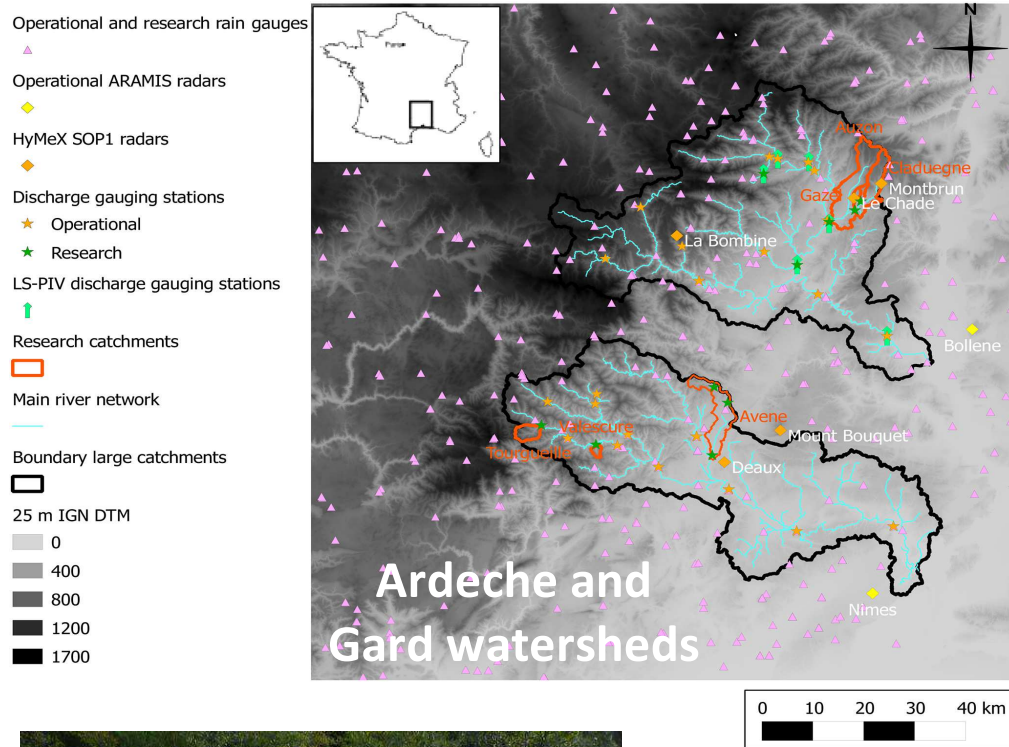 Operational and research rain gauges
Operational ARAMIS radars
HyMeX SOP1 radars
Discharge gauging stations
Operational
Research
LS-PIV discharge gauging stations
Research catchments
Main river network
Boundary large catchments
25 m IGN DTM
0
400
800
1200
1700
N
Auzon
Claduegne
Montbrun
Gazel
Le Chade
La Bombine
Bollene
Avene
Valescure
Mount Bouquet
Tourgueille
Deaux
Nimes
Ardeche and
Gard watersheds
0 10 20 30 40 km